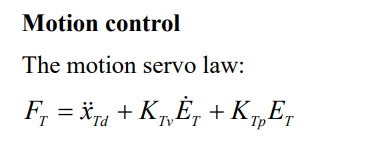 Motion control
The motion servo law:
F_T = ẍ_Td + K_Tv Ė_T + K_Tp E_T